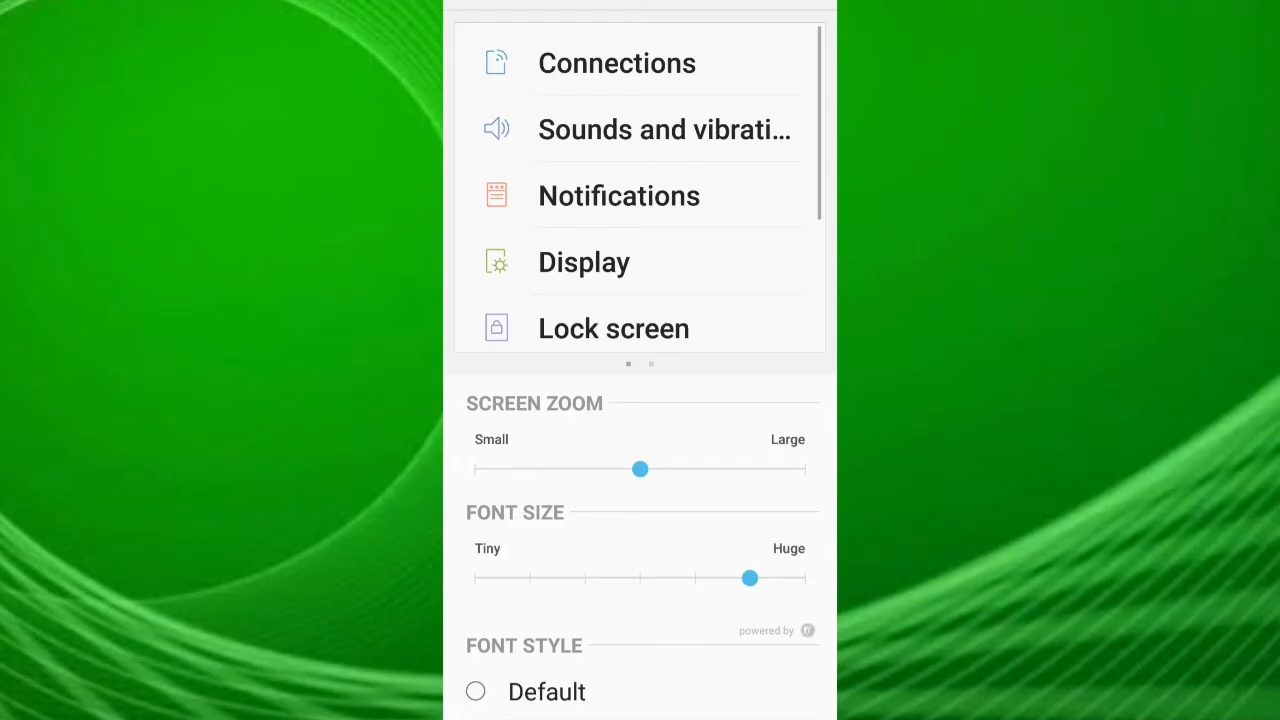 Connections
Sounds and vibrati...
Notifications
Display
Lock screen
SCREEN ZOOM
Small Large
FONT SIZE
Tiny Huge
powered by
FONT STYLE
Default